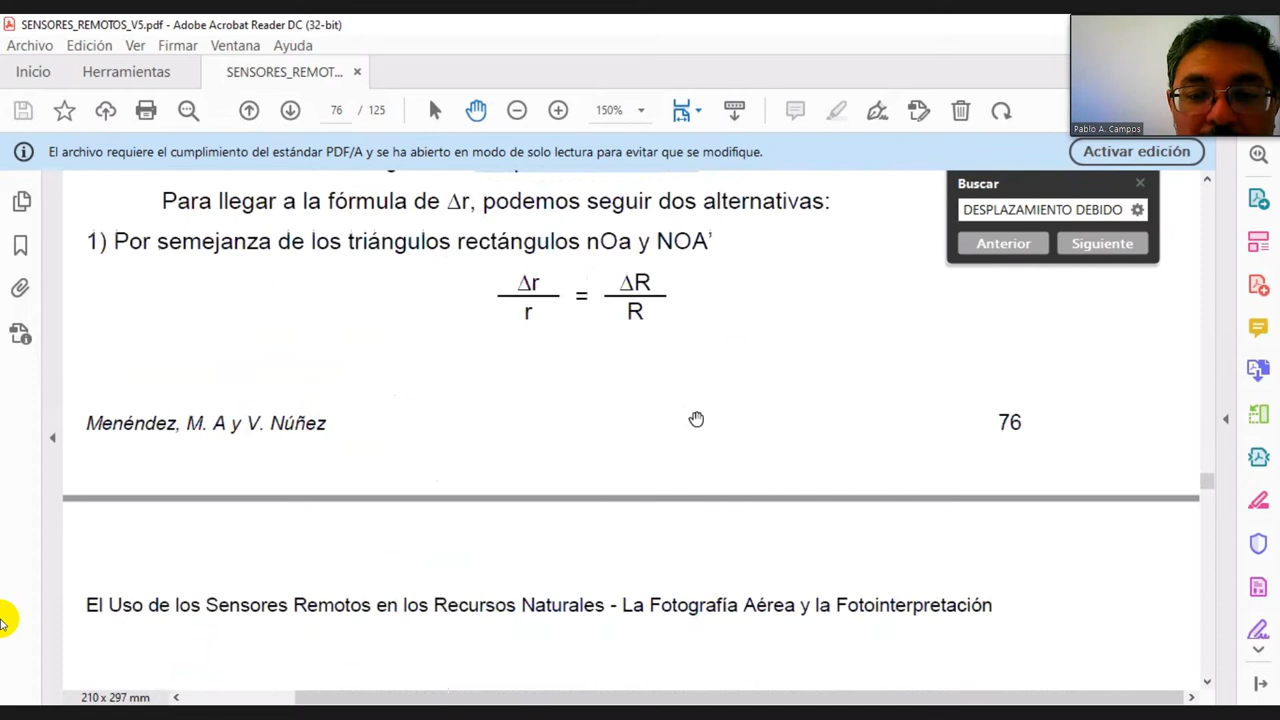 SENSORES_REMOTOS_V5.pdf - Adobe Acrobat Reader DC (32-bit)
Archivo Edición Ver Firmar Ventana Ayuda
Inicio Herramientas SENSORES_REMOT... ×
76 / 125 150%
Pablo A. Campos
El archivo requiere el cumplimiento del estándar PDF/A y se ha abierto en modo de solo lectura para evitar que se modifique. Activar edición
Buscar
DESPLAZAMIENTO DEBIDO
Anterior Siguiente
Para llegar a la fórmula de ∆r, podemos seguir dos alternativas:
1) Por semejanza de los triángulos rectángulos nOa y NOA'
∆r = ∆R
r R
Menéndez, M. A y V. Núñez 76
El Uso de los Sensores Remotos en los Recursos Naturales - La Fotografía Aérea y la Fotointerpretación
210 x 297 mm